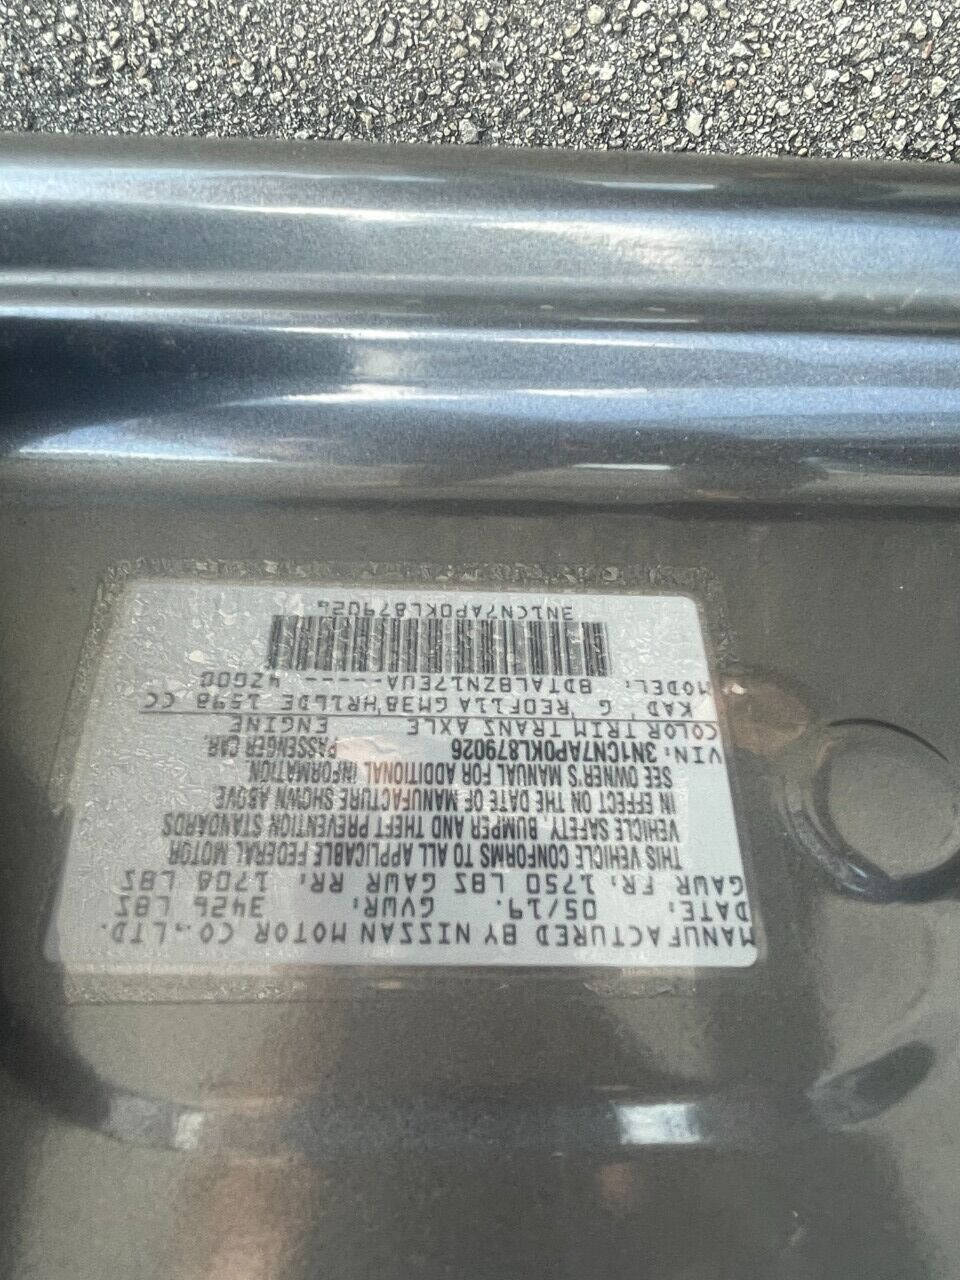 MANUFACTURED BY NISSAN MOTOR CO.,LTD.
DATE: 05/19. GVWR: 3426 LBS
GAWR FR: 1750 LBS GAWR RR: 1708 LBS
THIS VEHICLE CONFORMS TO ALL APPLICABLE FEDERAL MOTOR
VEHICLE SAFETY, BUMPER AND THEFT PREVENTION STANDARDS
IN EFFECT ON THE DATE OF MANUFACTURE SHOWN ABOVE
SEE OWNER'S MANUAL FOR ADDITIONAL INFORMATION.
VIN: 3N1CN7AP0KL879026 PASSENGER CAR.
COLOR TRIM TRANS AXLE ENGINE
KAD G RE0F11A GM38 HR16DE 1598 CC
MODEL: BDTALBZN17EUA------ 4ZG00
3N1CN7AP0KL879026